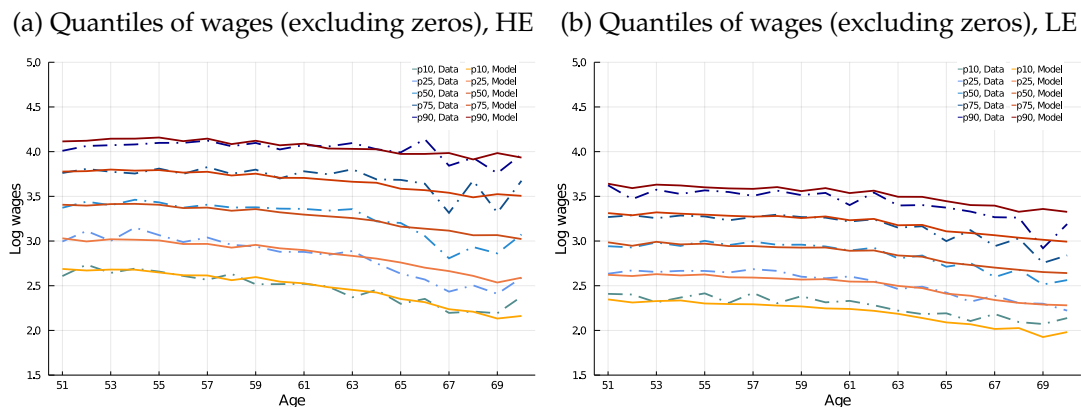 (a) Quantiles of wages (excluding zeros), HE
5.0
4.5
4.0
3.5
3.0
2.5
2.0
1.5
Log wages
p10, Data p10, Model
p25, Data p25, Model
p50, Data p50, Model
p75, Data p75, Model
p90, Data p90, Model
51 53 55 57 59 61 63 65 67 69
Age
(b) Quantiles of wages (excluding zeros), LE
5.0
4.5
4.0
3.5
3.0
2.5
2.0
1.5
Log wages
p10, Data p10, Model
p25, Data p25, Model
p50, Data p50, Model
p75, Data p75, Model
p90, Data p90, Model
51 53 55 57 59 61 63 65 67 69
Age